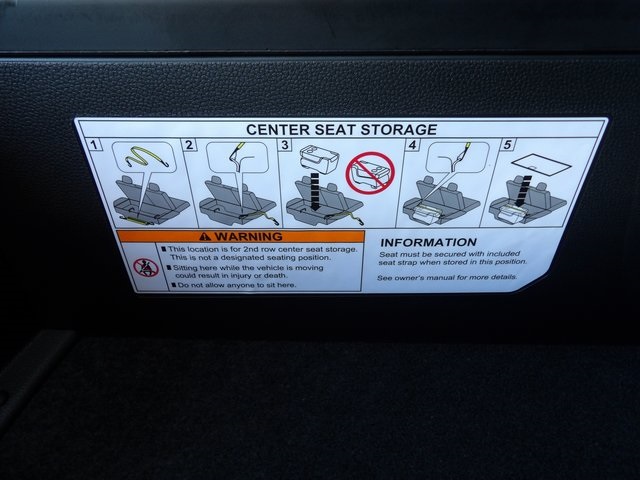 CENTER SEAT STORAGE
1 2 3 4 5
WARNING
This location is for 2nd row center seat storage.
This is not a designated seating position.
Sitting here while the vehicle is moving
could result in injury or death.
Do not allow anyone to sit here.
INFORMATION
Seat must be secured with included
seat strap when stored in this position.
See owner's manual for more details.